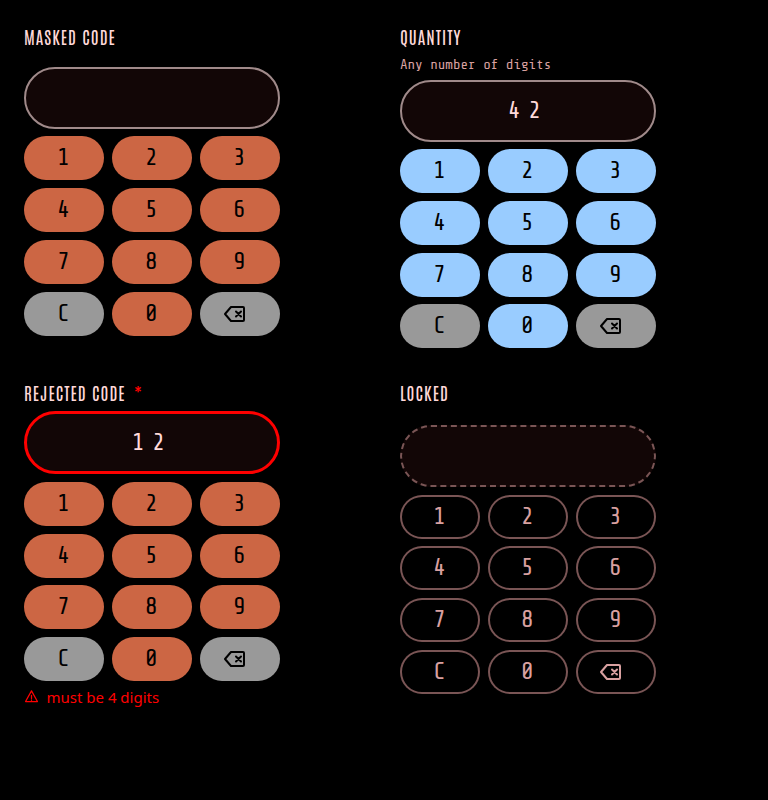 MASKED CODE
1 2 3
4 5 6
7 8 9
C 0
QUANTITY
Any number of digits
4 2
1 2 3
4 5 6
7 8 9
C 0
REJECTED CODE *
1 2
1 2 3
4 5 6
7 8 9
C 0
must be 4 digits
LOCKED
1 2 3
4 5 6
7 8 9
C 0